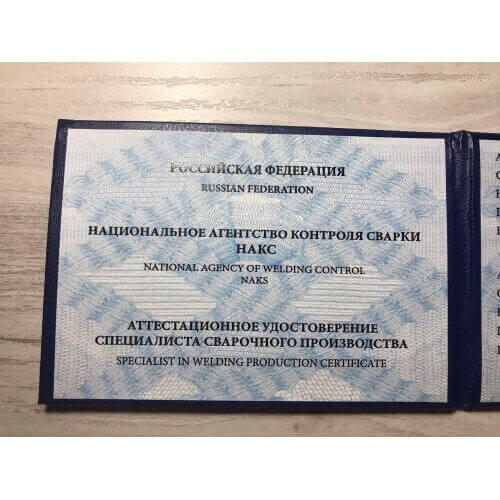 РОССИЙСКАЯ ФЕДЕРАЦИЯ
RUSSIAN FEDERATION
НАЦИОНАЛЬНОЕ АГЕНТСТВО КОНТРОЛЯ СВАРКИ
НАКС
NATIONAL AGENCY OF WELDING CONTROL
NAKS
АТТЕСТАЦИОННОЕ УДОСТОВЕРЕНИЕ
СПЕЦИАЛИСТА СВАРОЧНОГО ПРОИЗВОДСТВА
SPECIALIST IN WELDING PRODUCTION CERTIFICATE